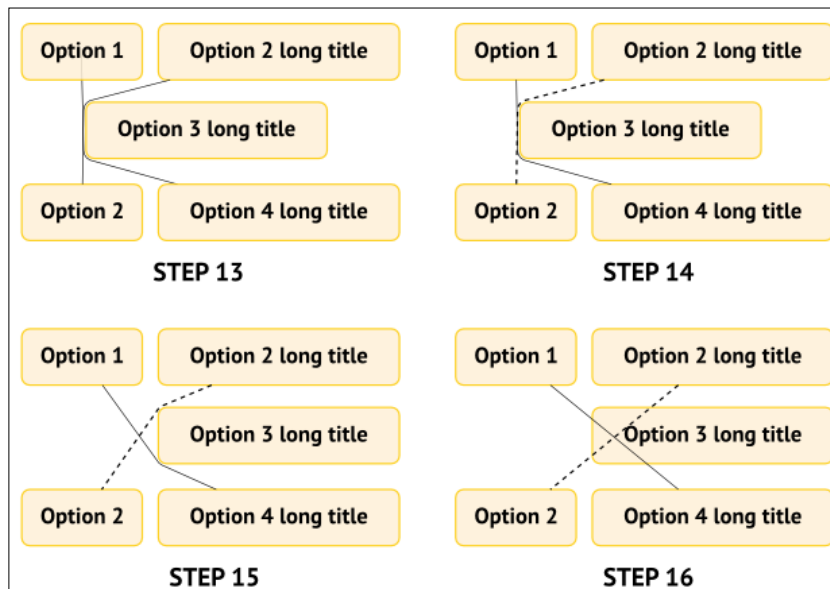 Option 1
Option 2 long title
Option 3 long title
Option 2
Option 4 long title
STEP 13
Option 1
Option 2 long title
Option 3 long title
Option 2
Option 4 long title
STEP 14
Option 1
Option 2 long title
Option 3 long title
Option 2
Option 4 long title
STEP 15
Option 1
Option 2 long title
Option 3 long title
Option 2
Option 4 long title
STEP 16